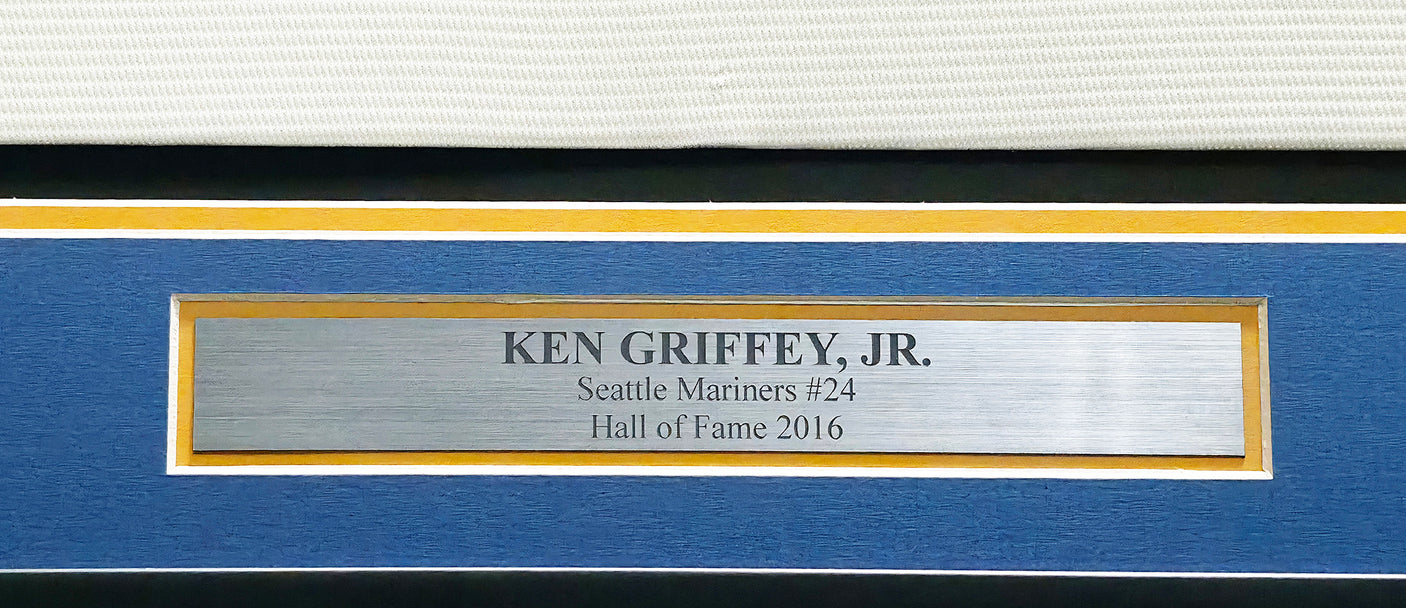 KEN GRIFFEY, JR.
Seattle Mariners #24
Hall of Fame 2016